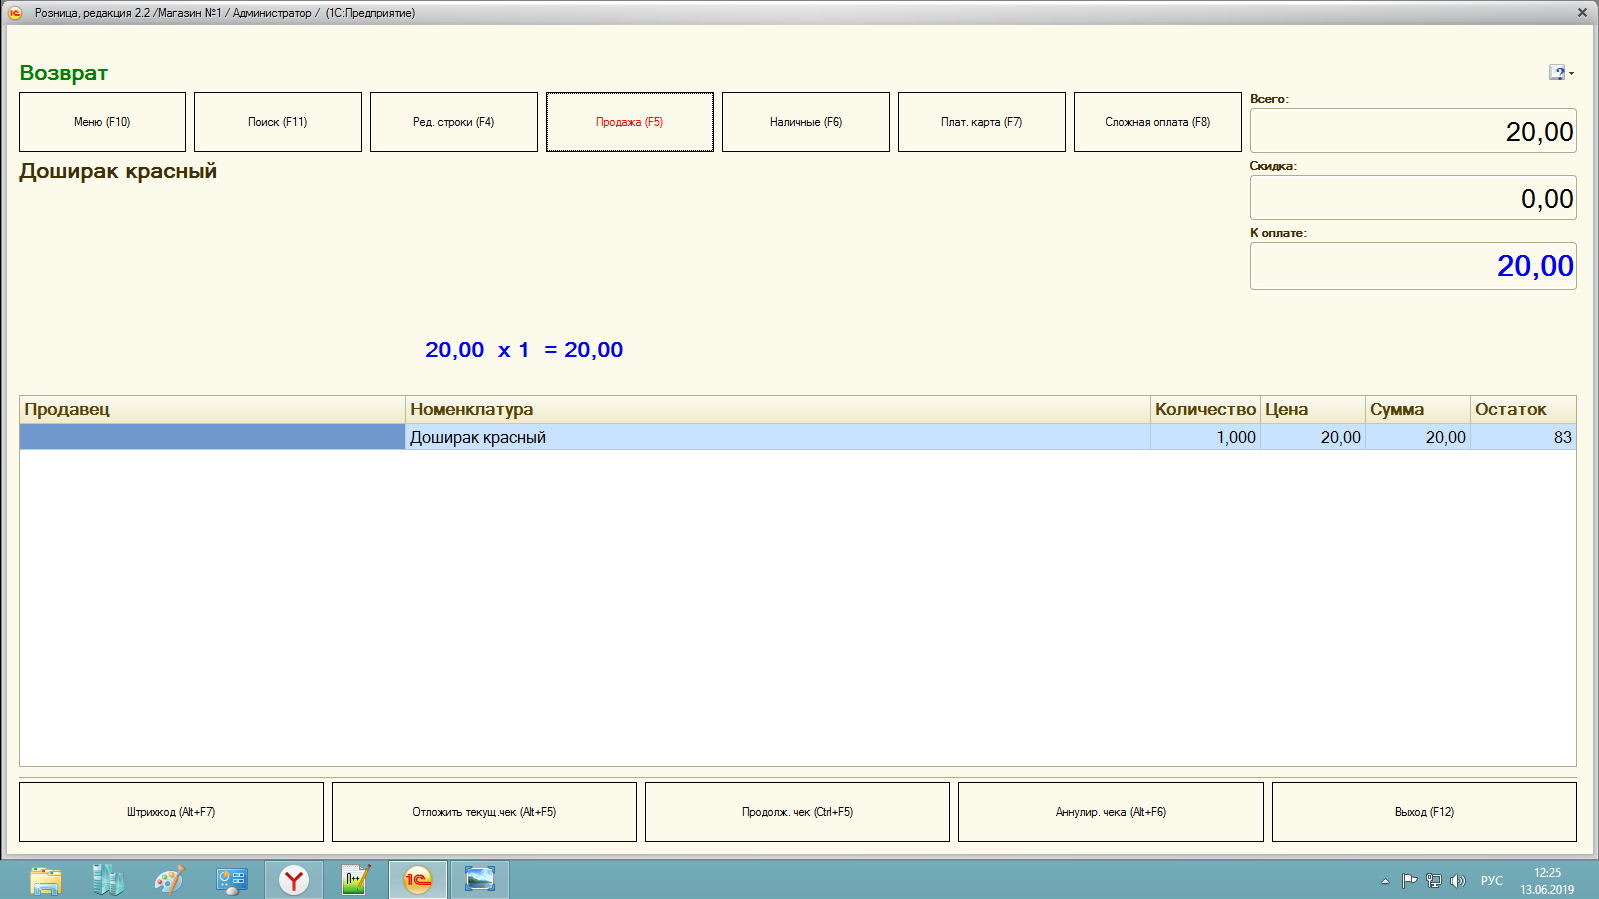 Розница, редакция 2.2 /Магазин №1 / Администратор / (1С:Предприятие)
Возврат
Меню (F10)
Поиск (F11)
Ред. строки (F4)
Продажа (F5)
Наличные (F6)
Плат. карта (F7)
Сложная оплата (F8)
Всего:
20,00
Доширак красный
Скидка:
0,00
К оплате:
20,00
20,00 x 1 = 20,00
Продавец Номенклатура Количество Цена Сумма Остаток
Доширак красный 1,000 20,00 20,00 83
Штрихкод (Alt+F7)
Отложить текущ.чек (Alt+F5)
Продолж. чек (Ctrl+F5)
Аннулир. чека (Alt+F6)
Выход (F12)
РУС
12:25
13.06.2019